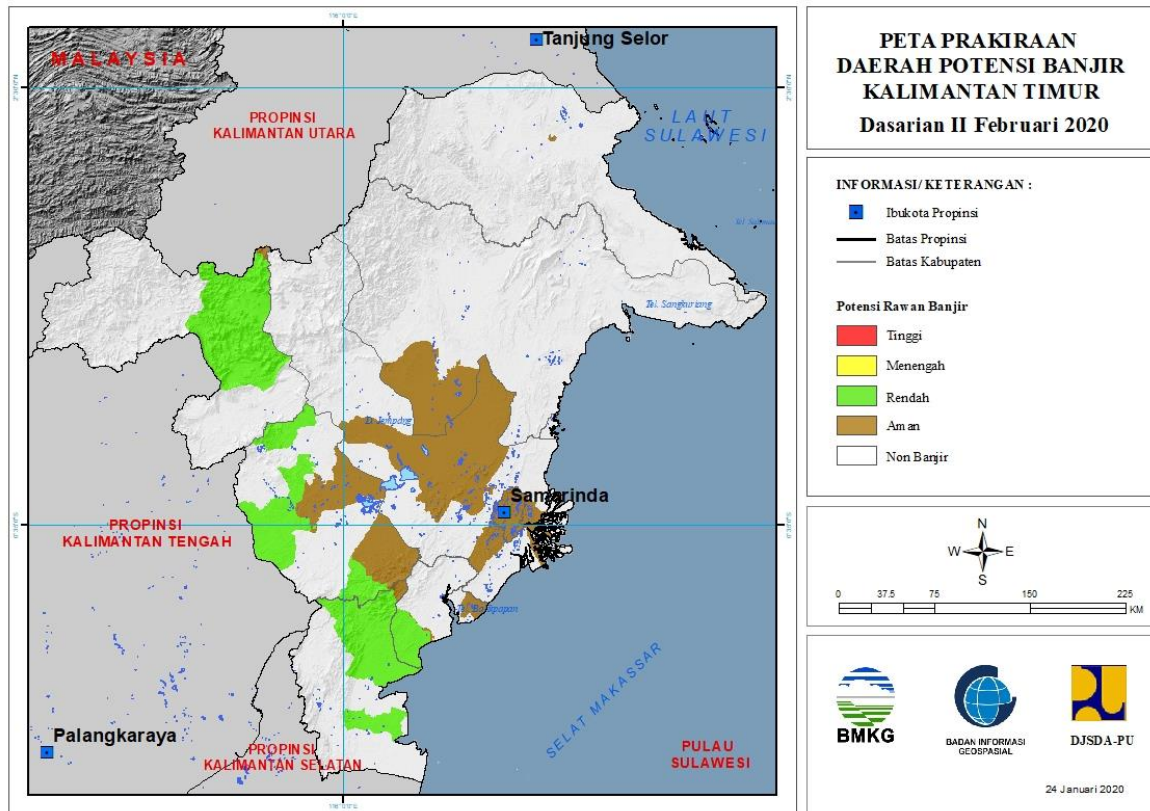 PETA PRAKIRAAN
DAERAH POTENSI BANJIR
KALIMANTAN TIMUR
Dasarian II Februari 2020
INFORMASI/ KETERANGAN :
Ibukota Propinsi
Batas Propinsi
Batas Kabupaten
Potensi Rawan Banjir
Tinggi
Menengah
Rendah
Aman
Non Banjir
N
W E
S
0 37.5 75 150 225
KM
BMKG
BADAN INFORMASI
GEOSPASIAL
DJSDA-PU
24 Januari 2020
MALAYSIA
Tanjung Selor
PROPINSI
KALIMANTAN UTARA
LAUT
SULAWESI
Tel. Sangkuriang
Samarinda
PROPINSI
KALIMANTAN TENGAH
SELAT MAKASSAR
Palangkaraya
PROPINSI
KALIMANTAN SELATAN
PULAU
SULAWESI